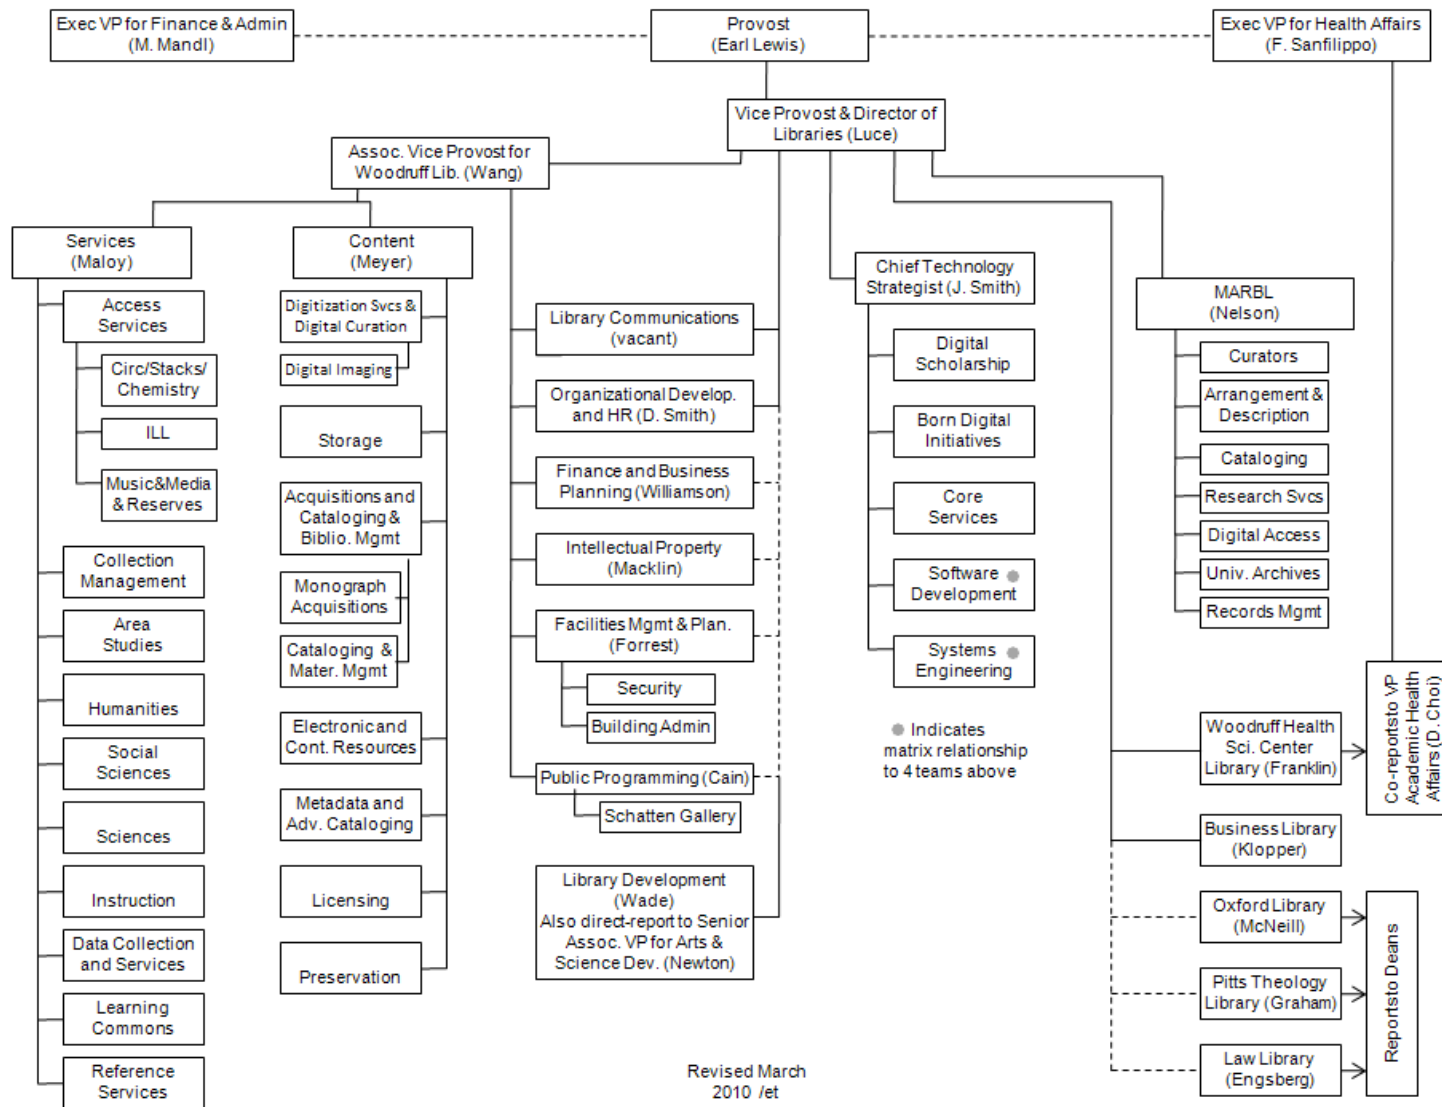 Exec VP for Finance & Admin
(M. Mandl)
Provost
(Earl Lewis)
Exec VP for Health Affairs
(F. Sanfilippo)
Vice Provost & Director of
Libraries (Luce)
Assoc. Vice Provost for
Woodruff Lib. (Wang)
Services
(Maloy)
Access
Services
Circ/Stacks/
Chemistry
ILL
Music&Media
& Reserves
Collection
Management
Area
Studies
Humanities
Social
Sciences
Sciences
Instruction
Data Collection
and Services
Learning
Commons
Reference
Services
Content
(Meyer)
Digitization Svcs &
Digital Curation
Digital Imaging
Storage
Acquisitions and
Cataloging &
Biblio. Mgmt
Monograph
Acquisitions
Cataloging &
Mater. Mgmt
Electronic and
Cont. Resources
Metadata and
Adv. Cataloging
Licensing
Preservation
Library Communications
(vacant)
Organizational Develop.
and HR (D. Smith)
Finance and Business
Planning (Williamson)
Intellectual Property
(Macklin)
Facilities Mgmt & Plan.
(Forrest)
Security
Building Admin
Public Programming (Cain)
Schatten Gallery
Library Development
(Wade)
Also direct-report to Senior
Assoc. VP for Arts &
Science Dev. (Newton)
Chief Technology
Strategist (J. Smith)
Digital
Scholarship
Born Digital
Initiatives
Core
Services
Software
Development
Systems
Engineering
Indicates
matrix relationship
to 4 teams above
MARBL
(Nelson)
Curators
Arrangement &
Description
Cataloging
Research Svcs
Digital Access
Univ. Archives
Records Mgmt
Woodruff Health
Sci. Center
Library (Franklin)
Co-reports to VP
Academic Health
Affairs (D. Choi)
Business Library
(Klopper)
Oxford Library
(McNeill)
Pitts Theology
Library (Graham)
Law Library
(Engsberg)
Reports to Deans
Revised March
2010 /et